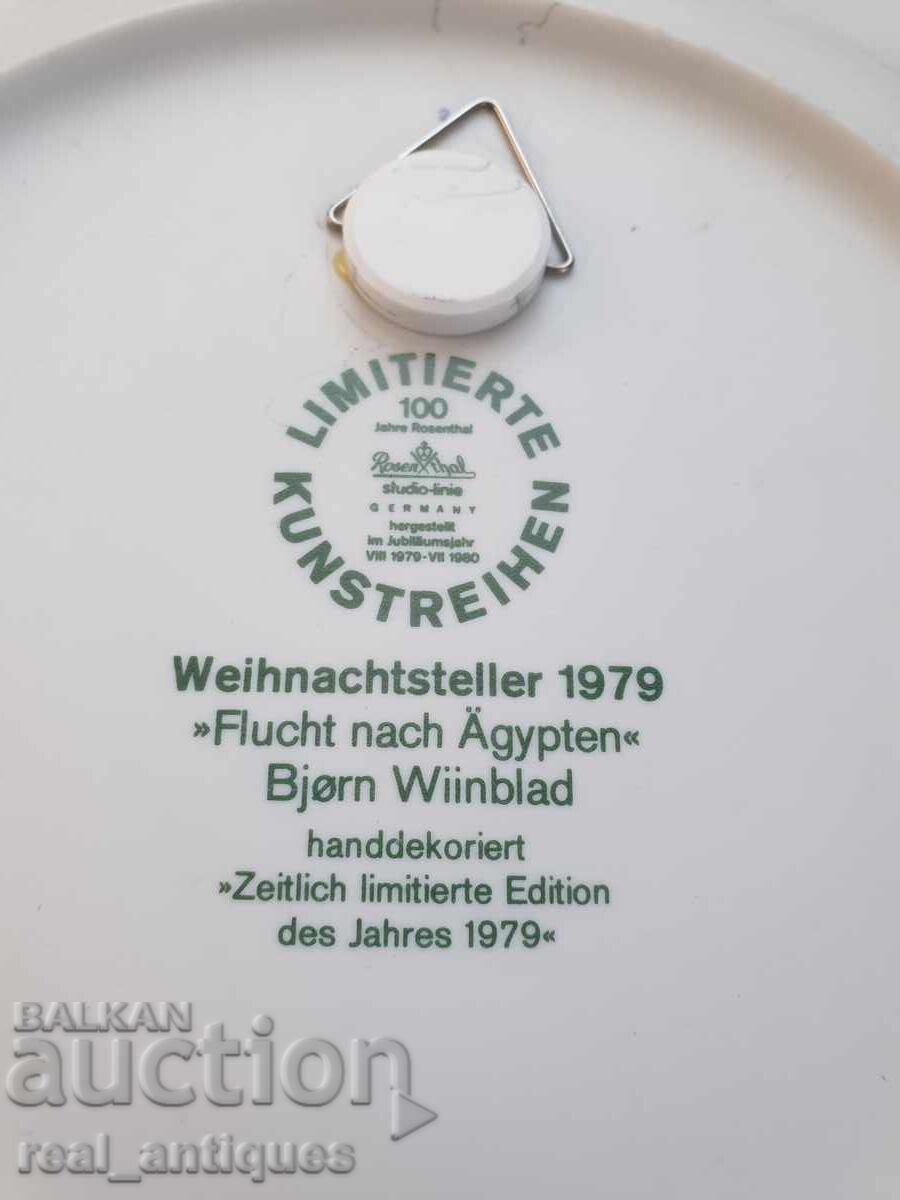 LIMITIERTE
KUNSTREIHEN
100
Jahre Rosenthal
Rosenthal
studio-linie
GERMANY
hergestellt
im Jubiläumsjahr
VIII 1979-VII 1980
Weihnachtsteller 1979
»Flucht nach Ägypten«
Bjørn Wiinblad
handdekoriert
»Zeitlich limitierte Edition
des Jahres 1979«
BALKAN
auction
real_antiques